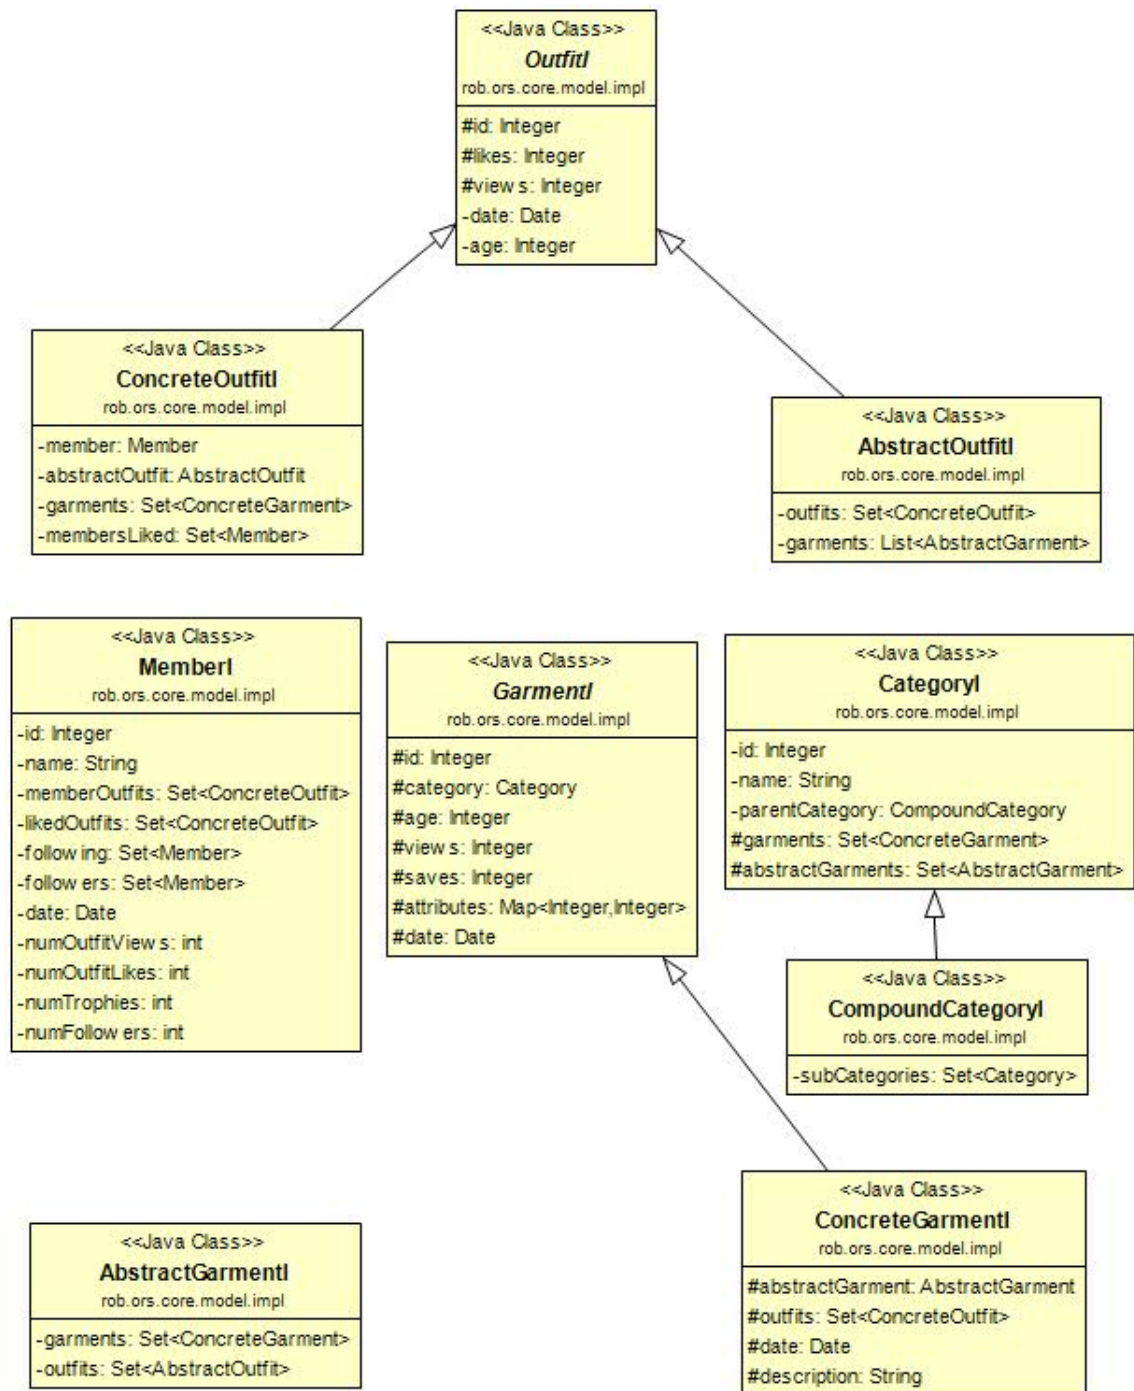 <<Java Class>>
OutfitI
rob.ors.core.model.impl
#id: Integer
#likes: Integer
#views: Integer
-date: Date
-age: Integer
<<Java Class>>
ConcreteOutfitI
rob.ors.core.model.impl
-member: Member
-abstractOutfit: AbstractOutfit
-garments: Set<ConcreteGarment>
-membersLiked: Set<Member>
<<Java Class>>
AbstractOutfitI
rob.ors.core.model.impl
-outfits: Set<ConcreteOutfit>
-garments: List<AbstractGarment>
<<Java Class>>
MemberI
rob.ors.core.model.impl
-id: Integer
-name: String
-memberOutfits: Set<ConcreteOutfit>
-likedOutfits: Set<ConcreteOutfit>
-following: Set<Member>
-followers: Set<Member>
-date: Date
-numOutfitViews: int
-numOutfitLikes: int
-numTrophies: int
-numFollowers: int
<<Java Class>>
GarmentI
rob.ors.core.model.impl
#id: Integer
#category: Category
#age: Integer
#views: Integer
#saves: Integer
#attributes: Map<Integer,Integer>
#date: Date
<<Java Class>>
CategoryI
rob.ors.core.model.impl
-id: Integer
-name: String
-parentCategory: CompoundCategory
#garments: Set<ConcreteGarment>
#abstractGarments: Set<AbstractGarment>
<<Java Class>>
CompoundCategoryI
rob.ors.core.model.impl
-subCategories: Set<Category>
<<Java Class>>
AbstractGarmentI
rob.ors.core.model.impl
-garments: Set<ConcreteGarment>
-outfits: Set<AbstractOutfit>
<<Java Class>>
ConcreteGarmentI
rob.ors.core.model.impl
#abstractGarment: AbstractGarment
#outfits: Set<ConcreteOutfit>
#date: Date
#description: String